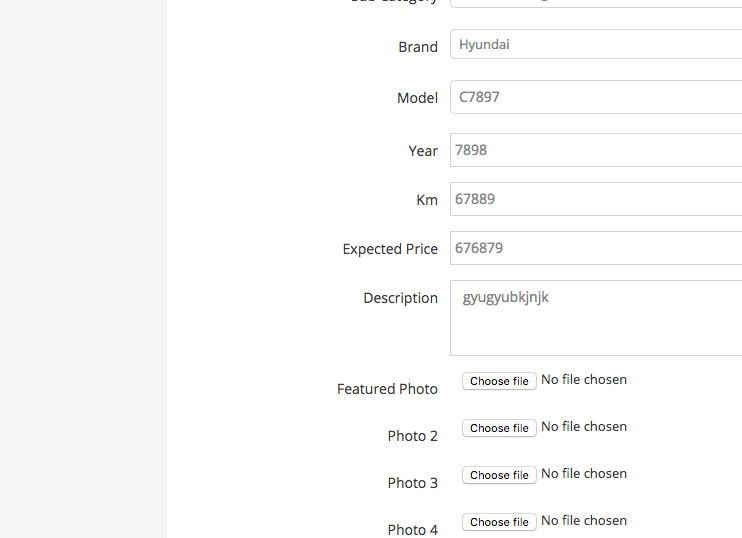 Brand Hyundai
Model C7897
Year 7898
Km 67889
Expected Price 676879
Description gyugyubkjnjk
Featured Photo Choose file No file chosen
Photo 2 Choose file No file chosen
Photo 3 Choose file No file chosen
Photo 4 Choose file No file chosen